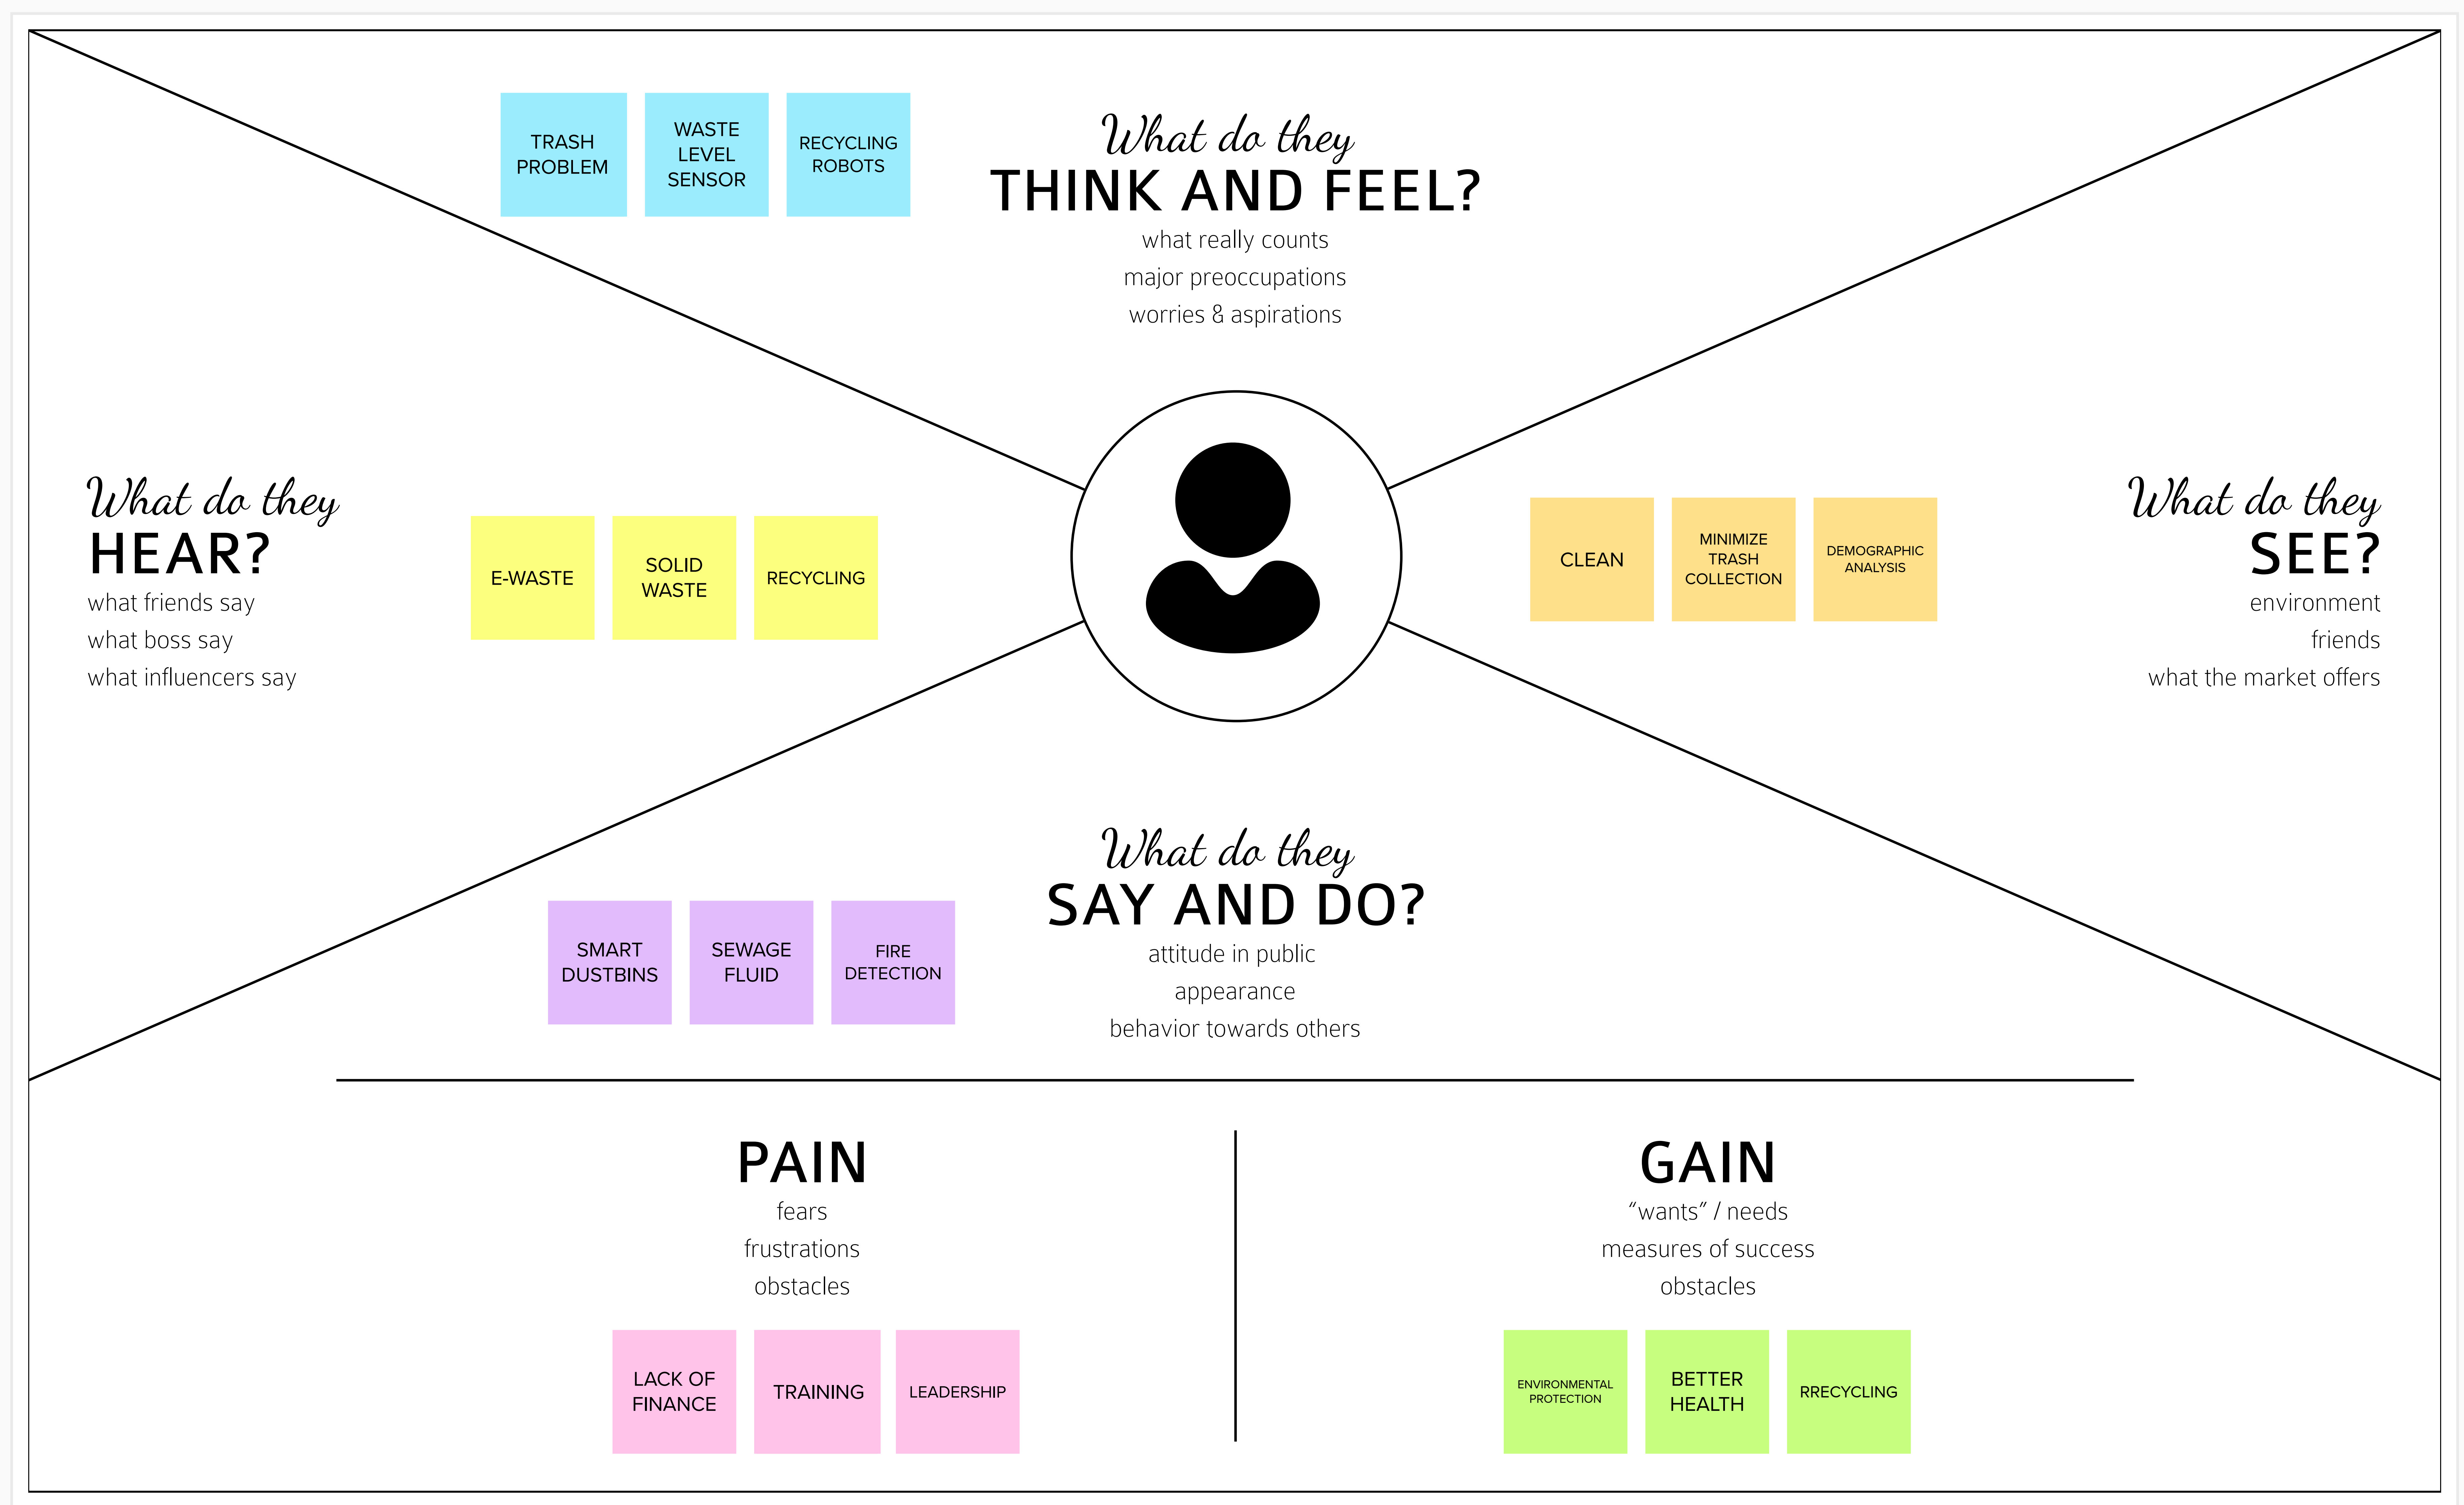 TRASH
PROBLEM
WASTE
LEVEL
SENSOR
RECYCLING
ROBOTS
What do they
THINK AND FEEL?
what really counts
major preoccupations
worries & aspirations
What do they
HEAR?
what friends say
what boss say
what influencers say
E-WASTE
SOLID
WASTE
RECYCLING
CLEAN
MINIMIZE
TRASH
COLLECTION
DEMOGRAPHIC
ANALYSIS
What do they
SEE?
environment
friends
what the market offers
SMART
DUSTBINS
SEWAGE
FLUID
FIRE
DETECTION
What do they
SAY AND DO?
attitude in public
appearance
behavior towards others
PAIN
fears
frustrations
obstacles
LACK OF
FINANCE
TRAINING
LEADERSHIP
GAIN
“wants” / needs
measures of success
obstacles
ENVIRONMENTAL
PROTECTION
BETTER
HEALTH
RRECYCLING